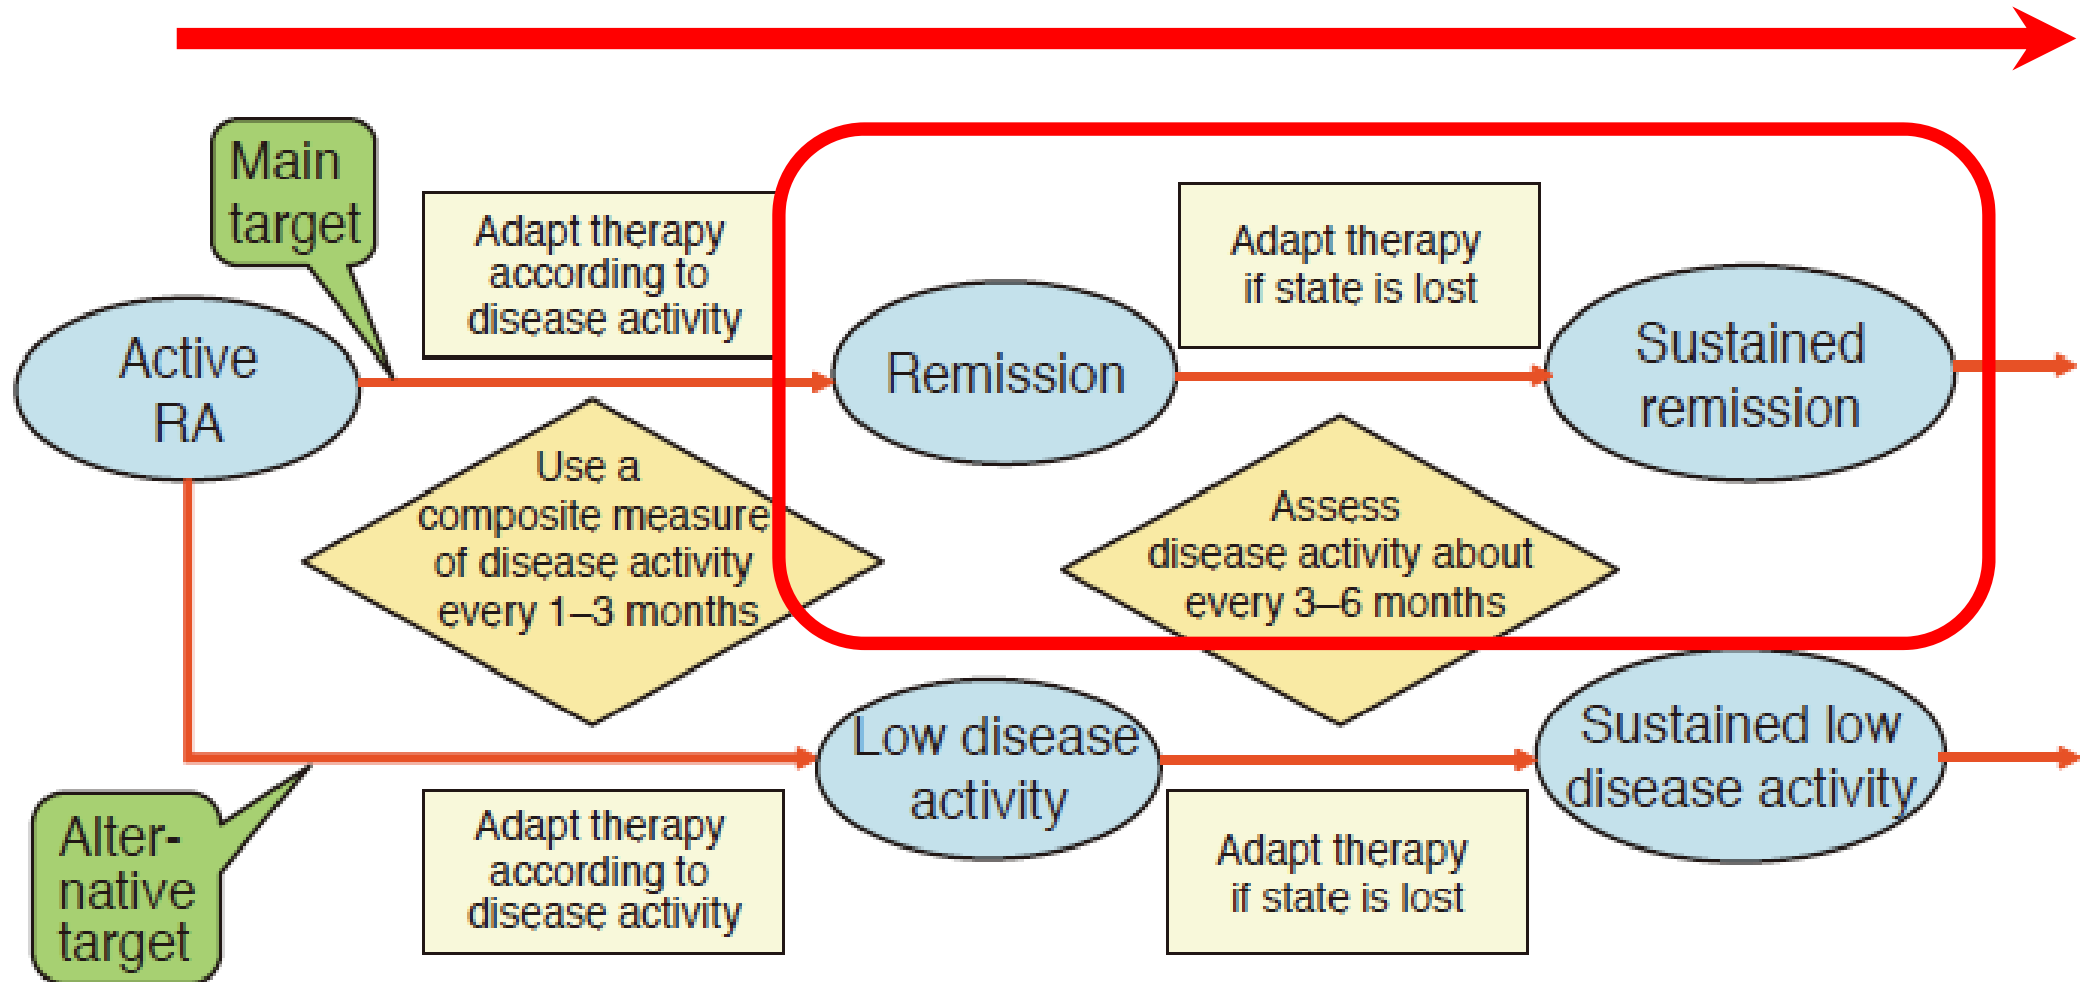 Main
target
Adapt therapy
according to
disease activity
Adapt therapy
if state is lost
Active
RA
Remission
Sustained
remission
Use a
composite measure
of disease activity
every 1–3 months
Assess
disease activity about
every 3–6 months
Low disease
activity
Sustained low
disease activity
Alter-
native
target
Adapt therapy
according to
disease activity
Adapt therapy
if state is lost